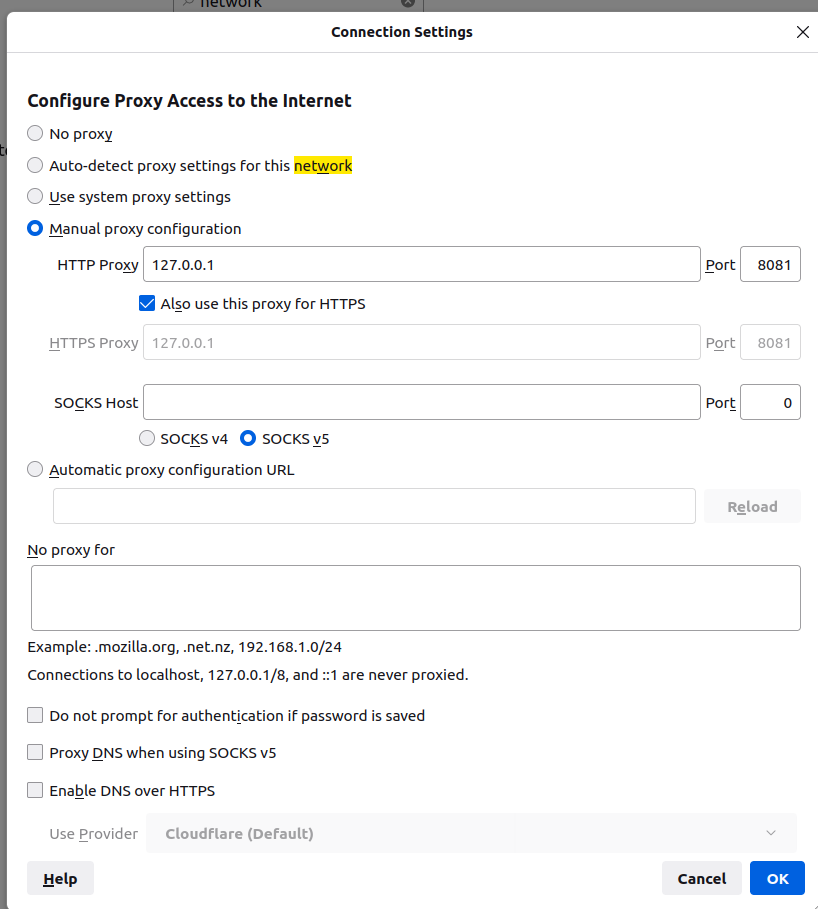 network
Connection Settings
Configure Proxy Access to the Internet
No proxy
Auto-detect proxy settings for this network
Use system proxy settings
Manual proxy configuration
HTTP Proxy 127.0.0.1 Port 8081
Also use this proxy for HTTPS
HTTPS Proxy 127.0.0.1 Port 8081
SOCKS Host Port 0
SOCKS v4 SOCKS v5
Automatic proxy configuration URL
Reload
No proxy for
Example: .mozilla.org, .net.nz, 192.168.1.0/24
Connections to localhost, 127.0.0.1/8, and ::1 are never proxied.
Do not prompt for authentication if password is saved
Proxy DNS when using SOCKS v5
Enable DNS over HTTPS
Use Provider Cloudflare (Default)
Help Cancel OK